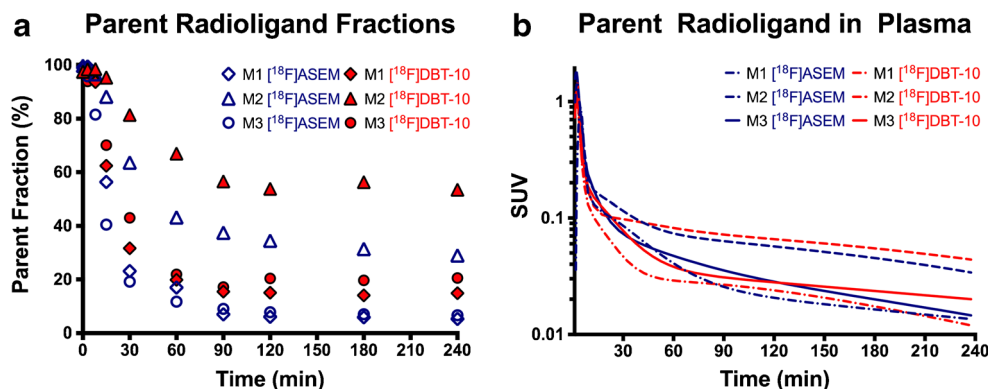 a Parent Radioligand Fractions
Parent Fraction (%)
100
80
60
40
20
0
M1 [¹⁸F]ASEM M1 [¹⁸F]DBT-10
M2 [¹⁸F]ASEM M2 [¹⁸F]DBT-10
M3 [¹⁸F]ASEM M3 [¹⁸F]DBT-10
0 30 60 90 120 150 180 210 240
Time (min)
b Parent Radioligand in Plasma
SUV
1
0.1
0.01
M1 [¹⁸F]ASEM M1 [¹⁸F]DBT-10
M2 [¹⁸F]ASEM M2 [¹⁸F]DBT-10
M3 [¹⁸F]ASEM M3 [¹⁸F]DBT-10
30 60 90 120 150 180 210 240
Time (min)